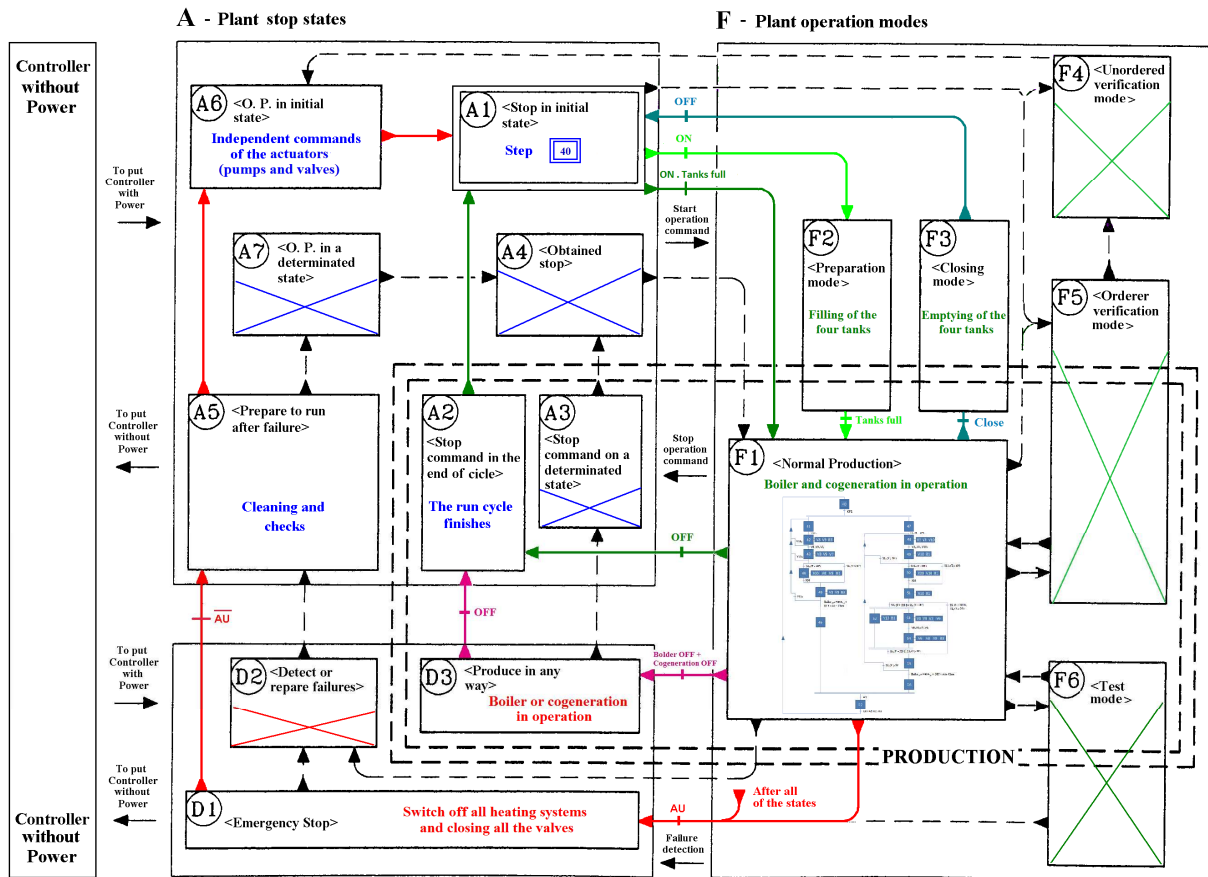 A - Plant stop states
F - Plant operation modes
Controller
without
Power
To put
Controller
with
Power
To put
Controller
without
Power
To put
Controller
with
Power
To put
Controller
without
Power
Controller
without
Power
A6
<O. P. in initial
state>
Independent commands
of the actuators
(pumps and valves)
A1
<Stop in initial
state>
Step
40
OFF
ON
ON . Tanks full
Start
operation
command
A7
<O. P. in a
determinated
state>
A4
<Obtained
stop>
A5
<Prepare to run
after failure>
Cleaning and
checks
A2
<Stop
command in the
end of cicle>
The run cycle
finishes
A3
<Stop
command on a
determinated
state>
Stop
operation
command
F4
<Unordered
verification
mode>
F2
<Preparation
mode>
Filling of the
four tanks
F3
<Closing
mode>
Emptying of the
four tanks
F5
<Orderer
verification
mode>
Tanks full
Close
F1
<Normal Production>
Boiler and cogeneration in operation
OFF
AU
OFF
Bolder OFF +
Cogeneration OFF
D2
<Detect or
repare failures>
D3
<Produce in any
way>
Boiler or cogeneration
in operation
F6
<Test
mode>
PRODUCTION
D1
<Emergency Stop>
Switch off all heating systems
and closing all the valves
AU
After all
of the states
Failure
detection